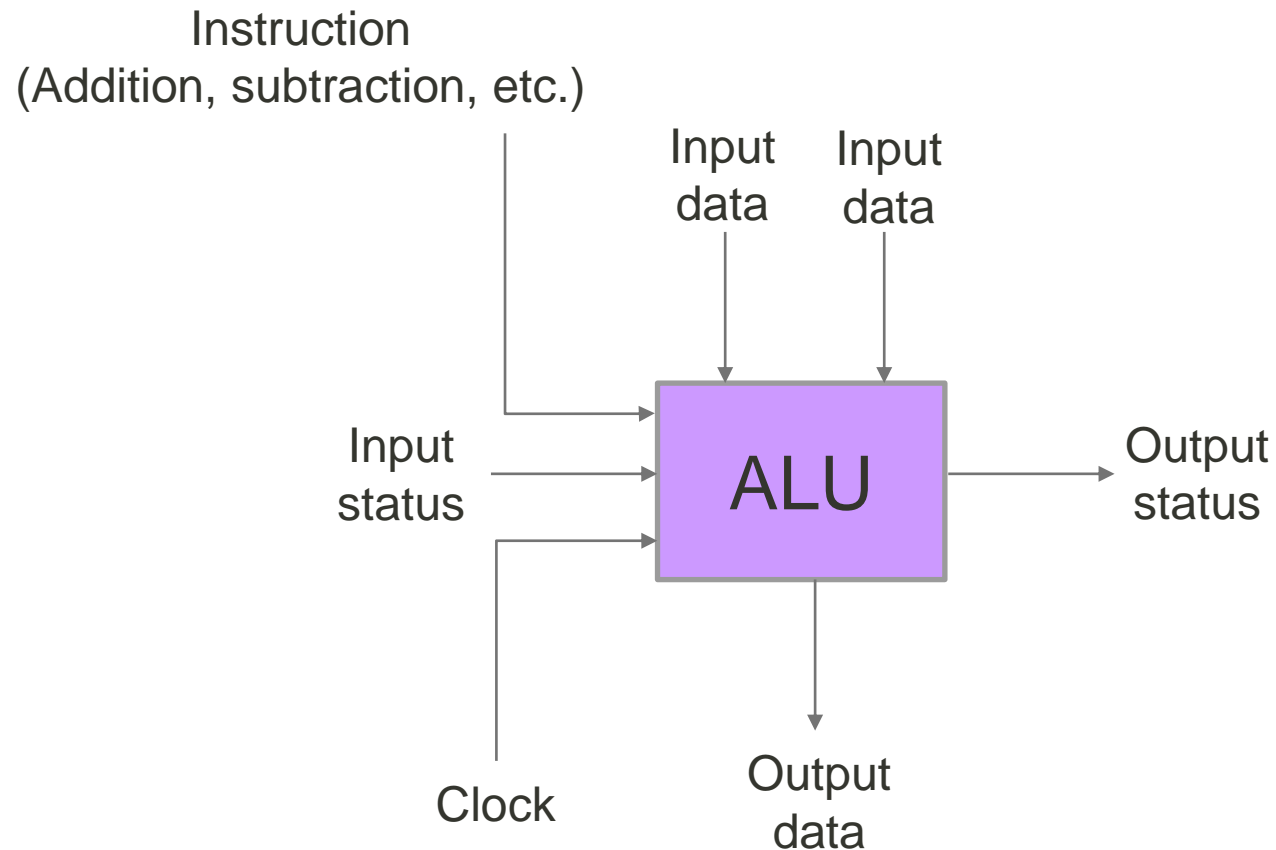 Instruction
(Addition, subtraction, etc.)
Input
data
Input
data
Input
status
ALU
Output
status
Clock
Output
data